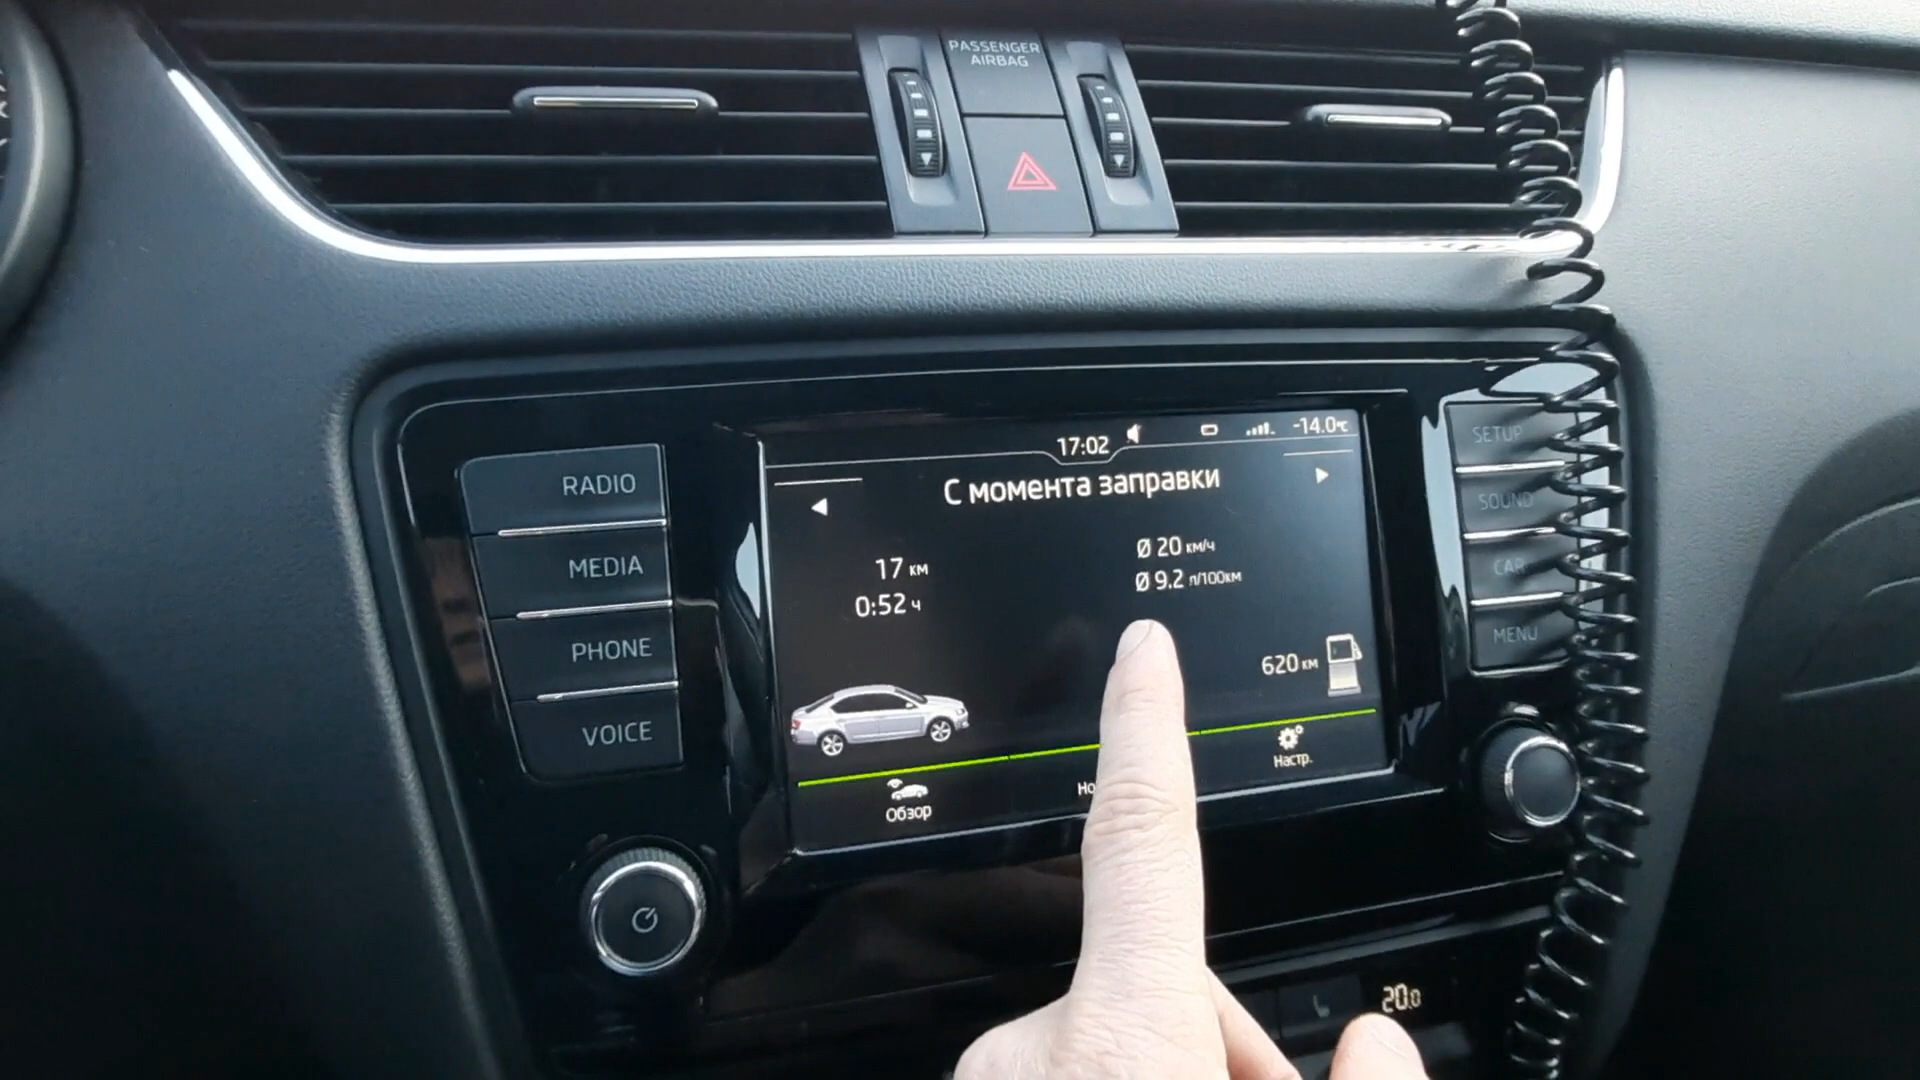 PASSENGER
AIRBAG
RADIO
MEDIA
PHONE
VOICE
17:02
-14.0°C
С момента заправки
17 км
0:52 ч
Ø 20 км/ч
Ø 9.2 л/100км
620 км
Обзор
Но
Настр.
SETUP
SOUND
CAR
MENU
20.0